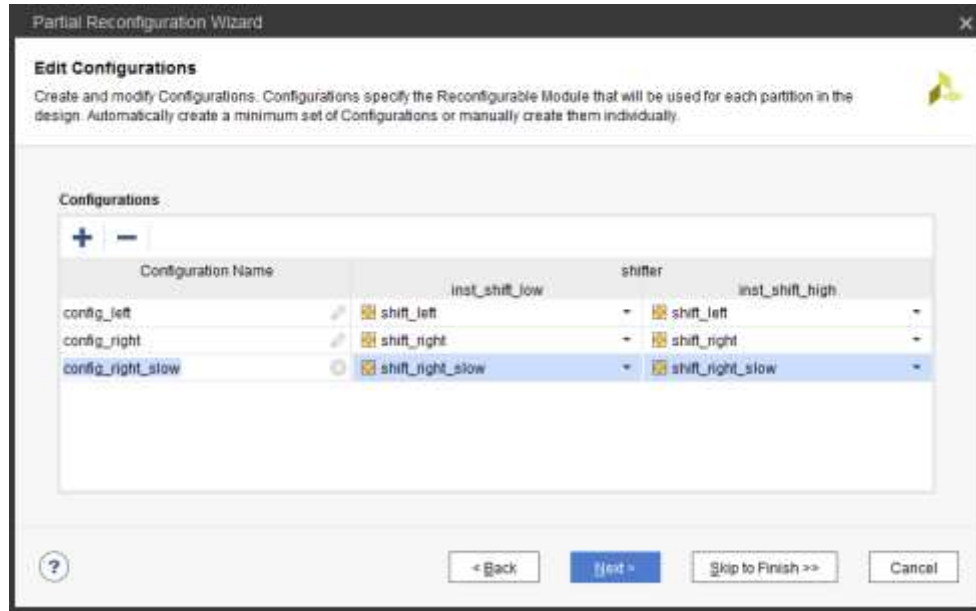 Partial Reconfiguration Wizard
Edit Configurations
Create and modify Configurations. Configurations specify the Reconfigurable Module that will be used for each partition in the
design. Automatically create a minimum set of Configurations or manually create them individually.
Configurations
Configuration Name shifter
inst_shift_low inst_shift_high
config_left shift_left shift_left
config_right shift_right shift_right
config_right_slow shift_right_slow shift_right_slow
? < Back Next > Skip to Finish >> Cancel